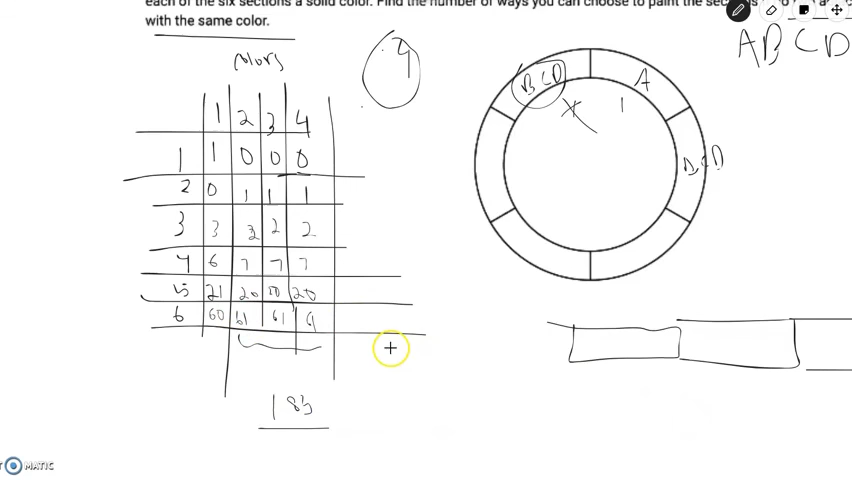 each of the six sections a solid color. Find the number of ways you can choose to paint the sec
with the same color.
colors
4
A B C D
1 2 3 4
1 1 0 0 0
2 0 1 1 1
3 3 2 2 2
4 6 7 7 7
5 21 20 20 20
6 60 61 61 61
183
B C D
A
B, C D
MATIC